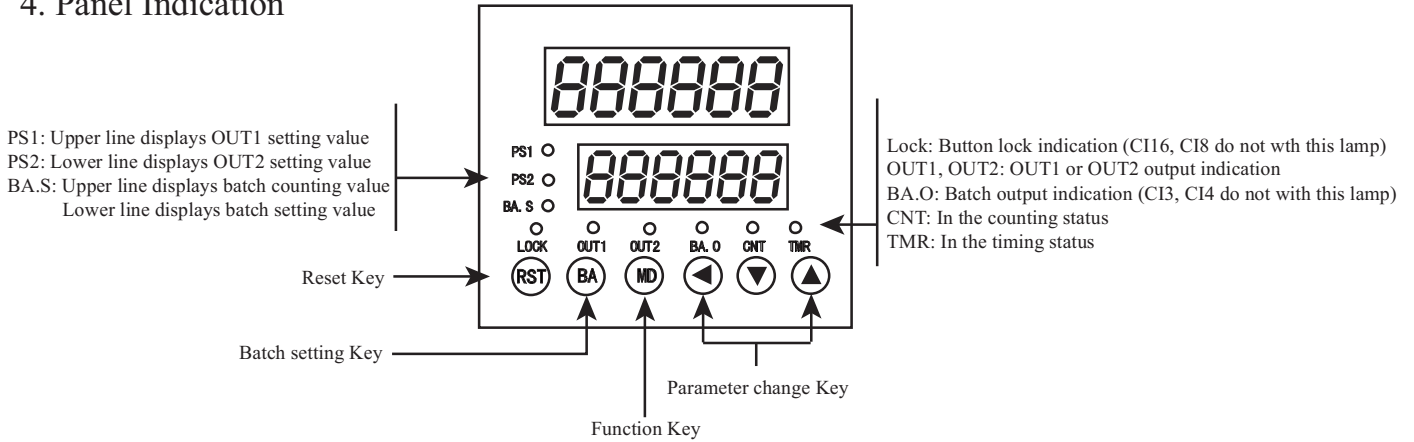 4. Panel Indication
888888
PS1: Upper line displays OUT1 setting value
PS2: Lower line displays OUT2 setting value
BA.S: Upper line displays batch counting value
Lower line displays batch setting value
PS1
PS2
BA. S
888888
Lock: Button lock indication (CI16, CI8 do not wth this lamp)
OUT1, OUT2: OUT1 or OUT2 output indication
BA.O: Batch output indication (CI3, CI4 do not with this lamp)
CNT: In the counting status
TMR: In the timing status
LOCK OUT1 OUT2 BA. O CNT TMR
Reset Key
RST BA MD
Batch setting Key
Parameter change Key
Function Key